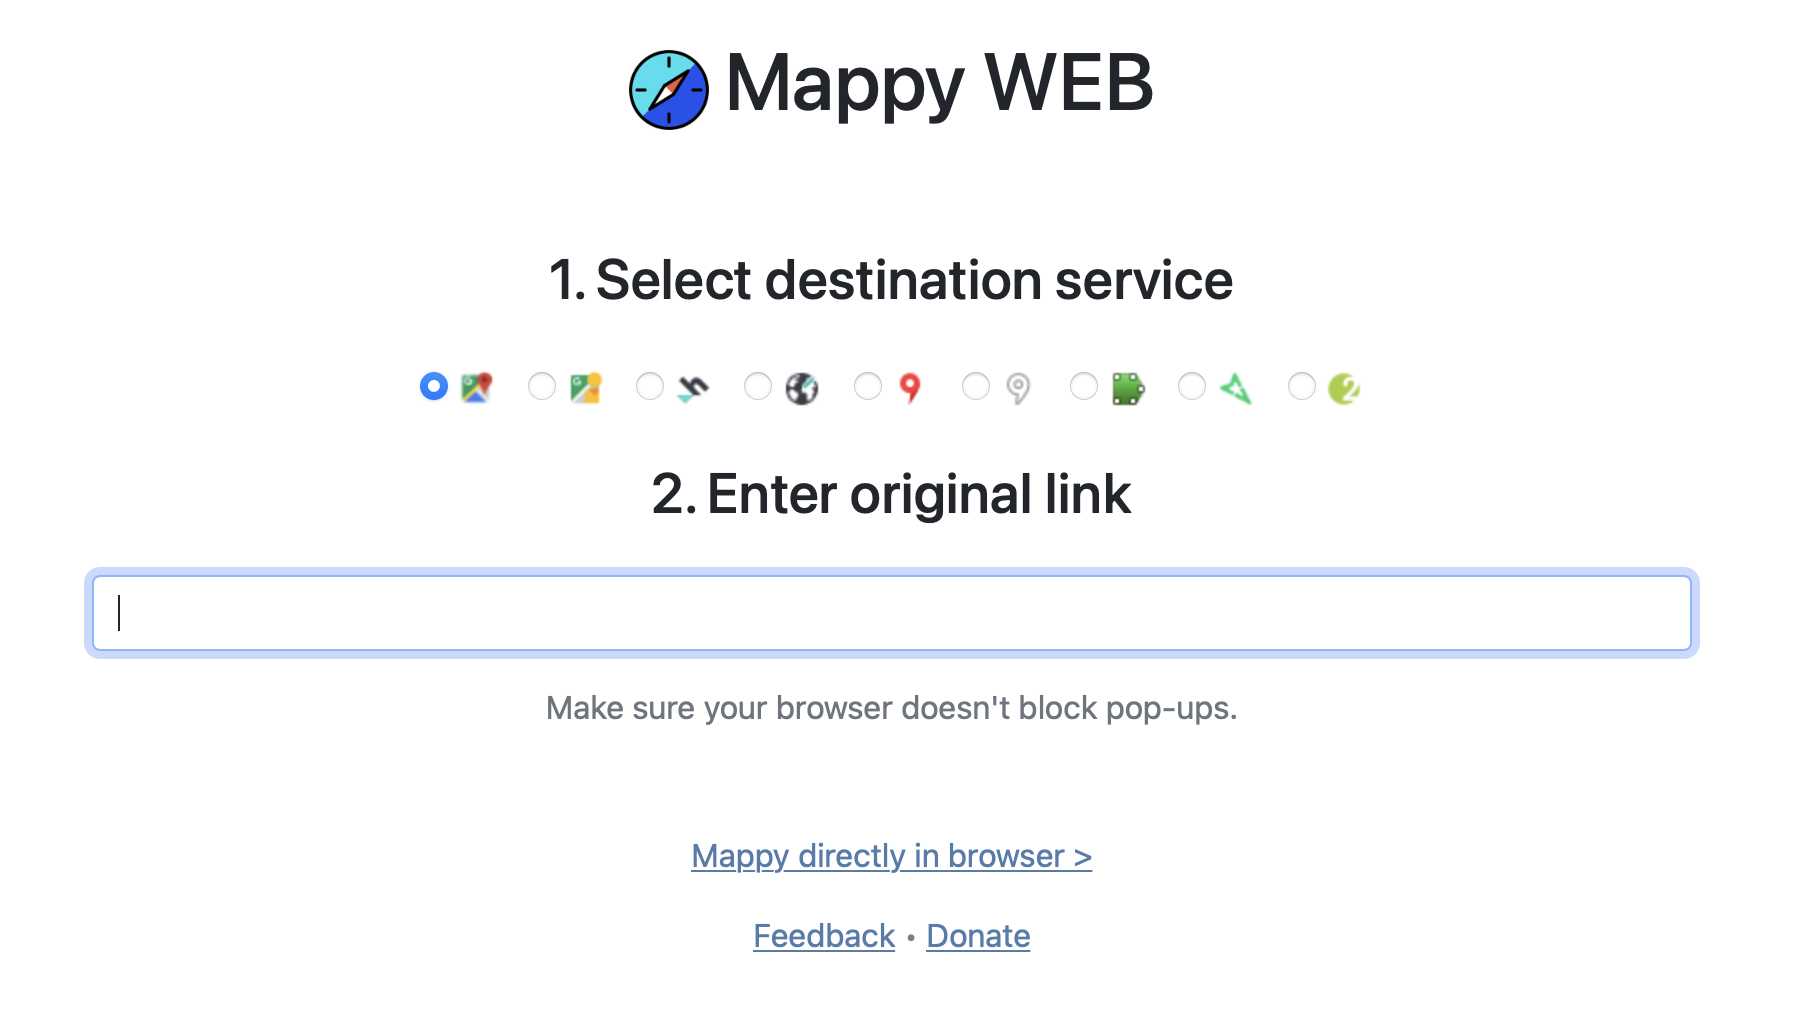 Mappy WEB
1. Select destination service
2. Enter original link
Make sure your browser doesn't block pop-ups.
Mappy directly in browser >
Feedback • Donate